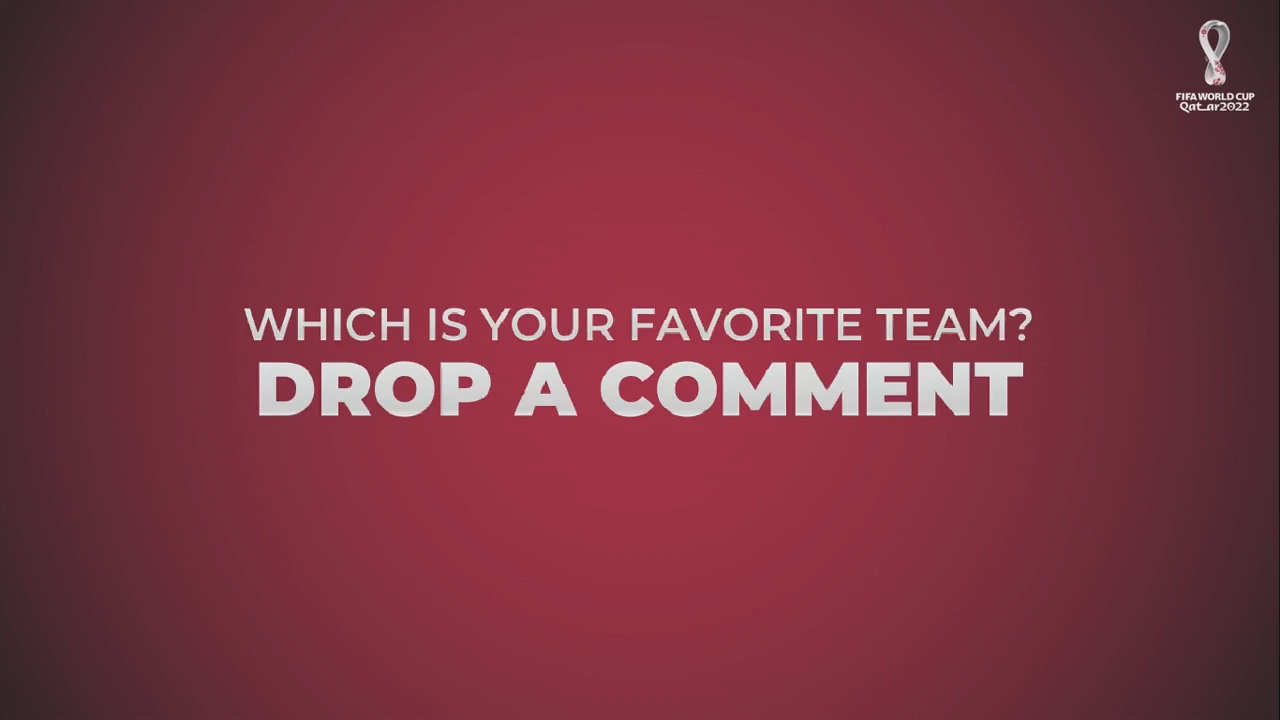 FIFA WORLD CUP
Qatar2022
WHICH IS YOUR FAVORITE TEAM?
DROP A COMMENT